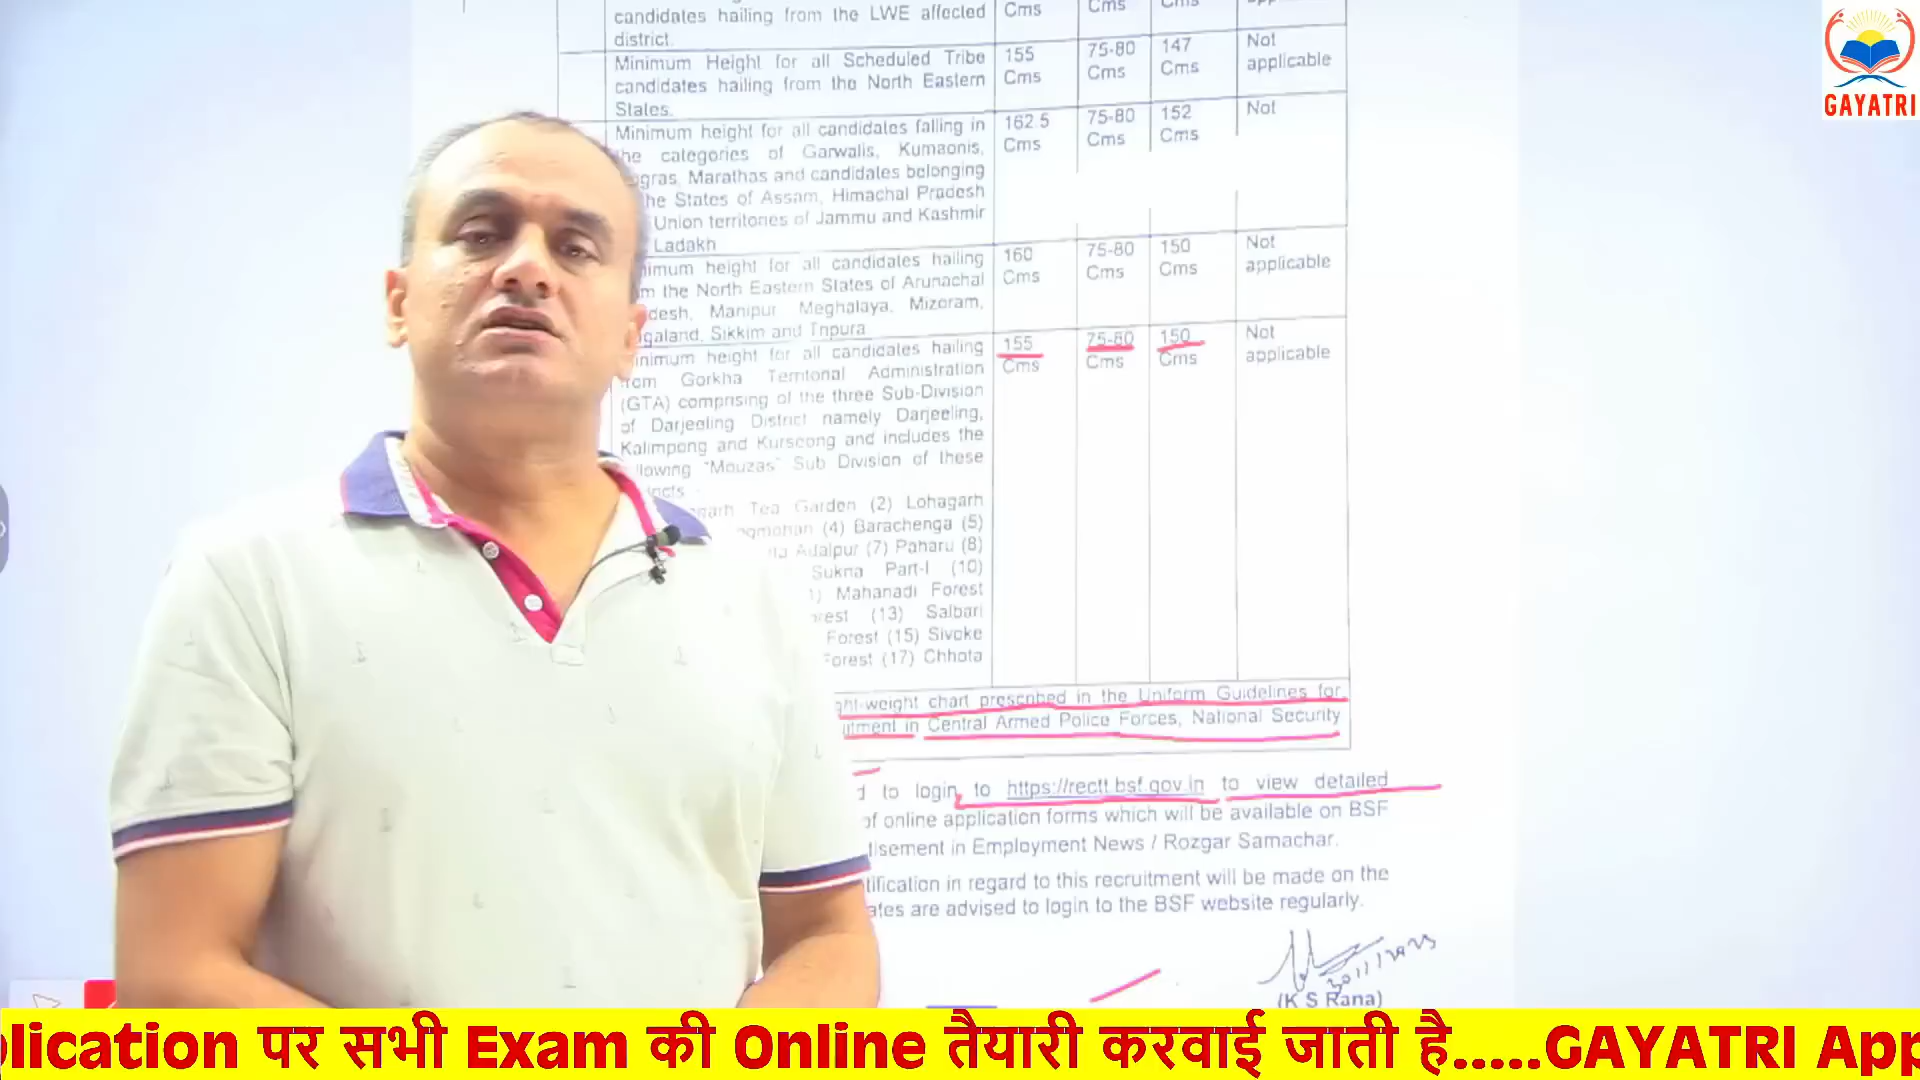 candidates hailing from the LWE affected
district.
Cms
Cms
Cms
Minimum Height for all Scheduled Tribe
candidates hailing from the North Eastern
States.
155
Cms
75-80
Cms
147
Cms
Not
applicable
Minimum height for all candidates falling in
categories of Garwalis, Kumaonis,
Marathas and candidates belonging
States of Assam, Himachal Pradesh
Union territories of Jammu and Kashmir
Ladakh
162.5
Cms
75-80
Cms
152
Cms
Not
height for all candidates hailing
the North Eastern States of Arunachal
Manipur Meghalaya, Mizoram,
Sikkim and Tripura
160
Cms
75-80
Cms
150
Cms
Not
applicable
height for all candidates hailing
Gorkha Territorial Administration
(GTA) comprising of the three Sub-Division
of Darjeeling District namely Darjeeling,
Kalimpong and Kurseong and includes the
"Mouzas" Sub Division of these
155
Cms
75-80
Cms
150
Cms
Not
applicable
Tea Garden (2) Lohagarh
(4) Barachenga (5)
Adalpur (7) Paharu (8)
Sukna Part-I (10)
Mahanadi Forest
(13) Salbari
Forest (15) Sivoke
Forest (17) Chhota
chart prescribed in the Uniform Guidelines for
in Central Armed Police Forces, National Security
to login to https://rectt.bsf.gov.in to view detailed
of online application forms which will be available on BSF
in Employment News / Rozgar Samachar.
in regard to this recruitment will be made on the
are advised to login to the BSF website regularly.
(K S Rana)
GAYATRI
plication पर सभी Exam की Online तैयारी करवाई जाती है.....GAYATRI App